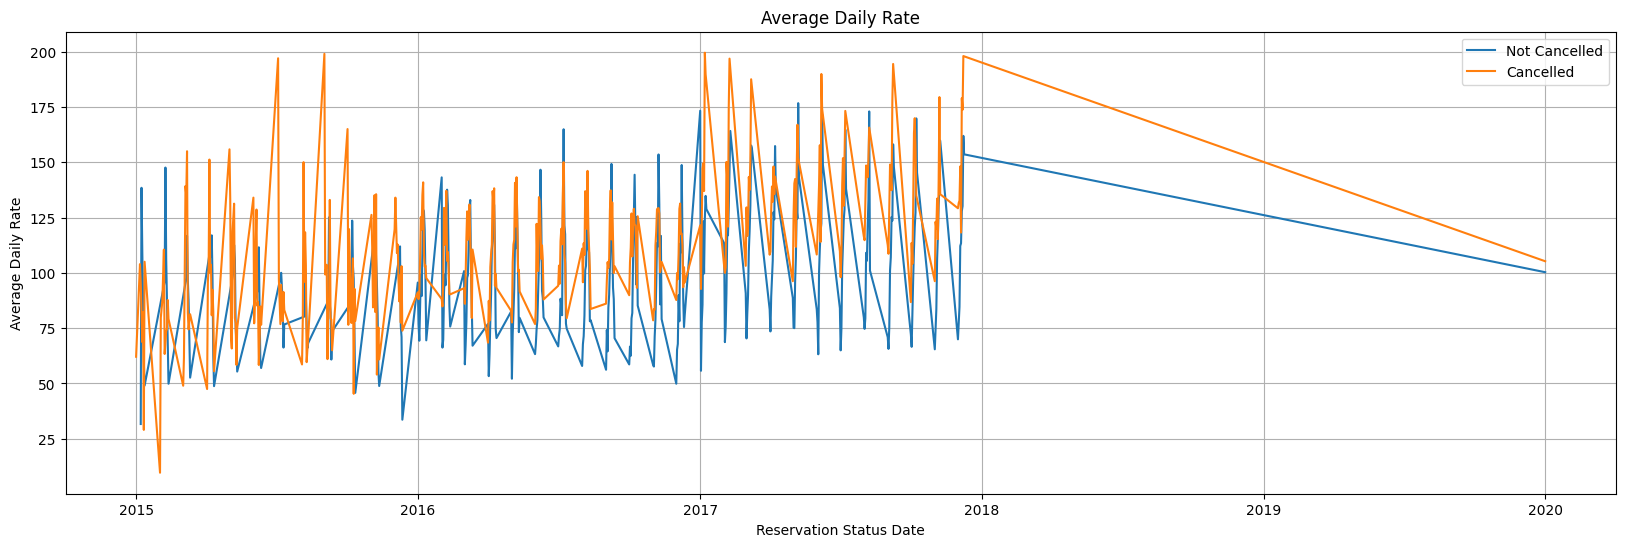 Average Daily Rate
200
175
150
125
100
75
50
25
Average Daily Rate
Not Cancelled
Cancelled
2015
2016
2017
2018
2019
2020
Reservation Status Date